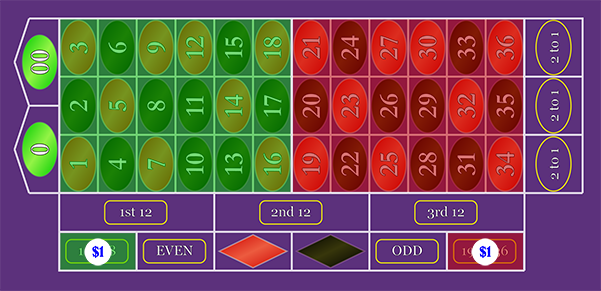 00 3 6 9 12 15 18 21 24 27 30 33 36 2 to 1
2 5 8 11 14 17 20 23 26 29 32 35 2 to 1
0 1 4 7 10 13 16 19 22 25 28 31 34 2 to 1
1st 12 2nd 12 3rd 12
$1 EVEN ODD $1